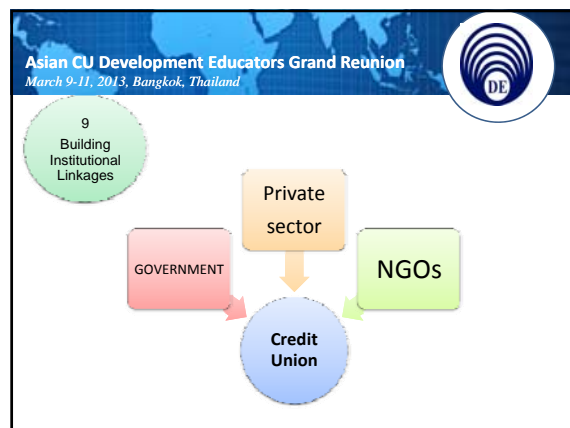 Asian CU Development Educators Grand Reunion
March 9-11, 2013, Bangkok, Thailand
DE
9
Building
Institutional
Linkages
Private
sector
GOVERNMENT
NGOs
Credit
Union